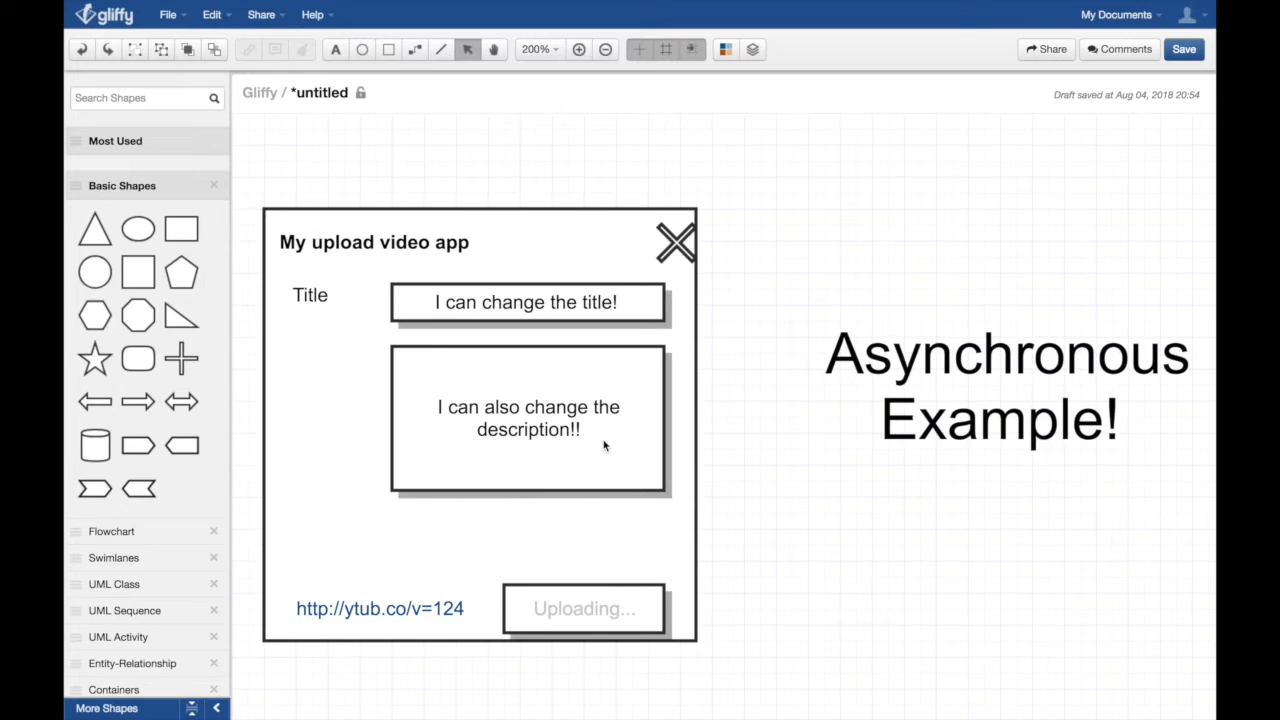 gliffy File Edit Share Help My Documents
A 200% Share Comments Save
Search Shapes
Gliffy / *untitled
Draft saved at Aug 04, 2018 20:54
Most Used
Basic Shapes
Flowchart
Swimlanes
UML Class
UML Sequence
UML Activity
Entity-Relationship
Containers
More Shapes
My upload video app
Title
I can change the title!
I can also change the
description!!
http://ytub.co/v=124
Uploading...
Asynchronous
Example!